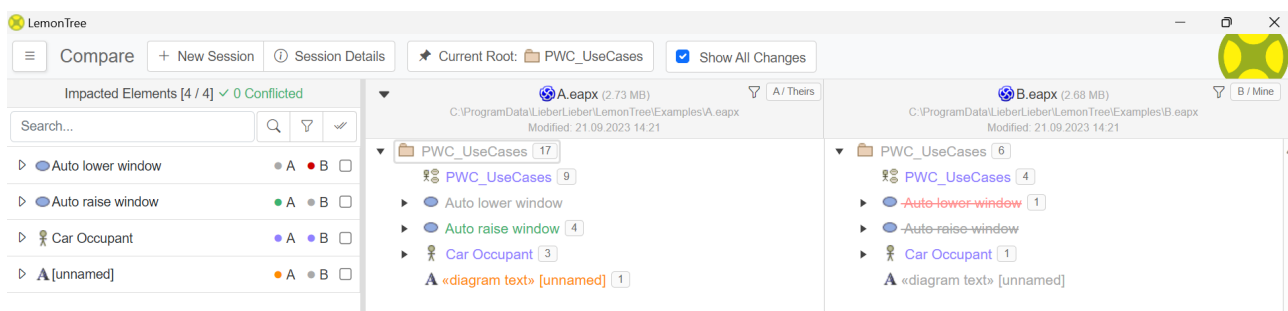 LemonTree
Compare + New Session Session Details Current Root: PWC_UseCases Show All Changes
Impacted Elements [4 / 4] ✓ 0 Conflicted
Search...
Auto lower window A B
Auto raise window A B
Car Occupant A B
A [unnamed] A B
A.eapx (2.73 MB) A / Theirs
C:\ProgramData\LieberLieber\LemonTree\Examples\A.eapx
Modified: 21.09.2023 14:21
PWC_UseCases 17
PWC_UseCases 9
Auto lower window
Auto raise window 4
Car Occupant 3
A «diagram text» [unnamed] 1
B.eapx (2.68 MB) B / Mine
C:\ProgramData\LieberLieber\LemonTree\Examples\B.eapx
Modified: 21.09.2023 14:21
PWC_UseCases 6
PWC_UseCases 4
Auto lower window 1
Auto raise window
Car Occupant 1
A «diagram text» [unnamed]